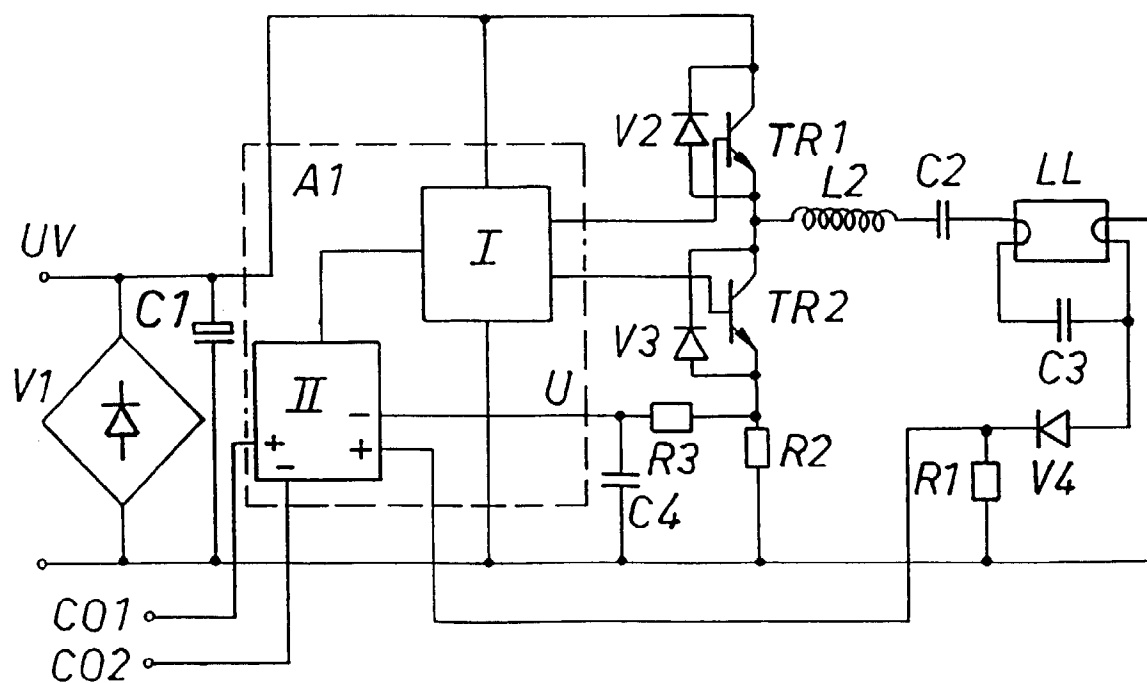 V2
TR1
A1
L2
C2
LL
UV
I
C1
TR2
V3
C3
V1
II
U
-
+
+
-
R3
R2
R1
V4
C4
CO1
CO2